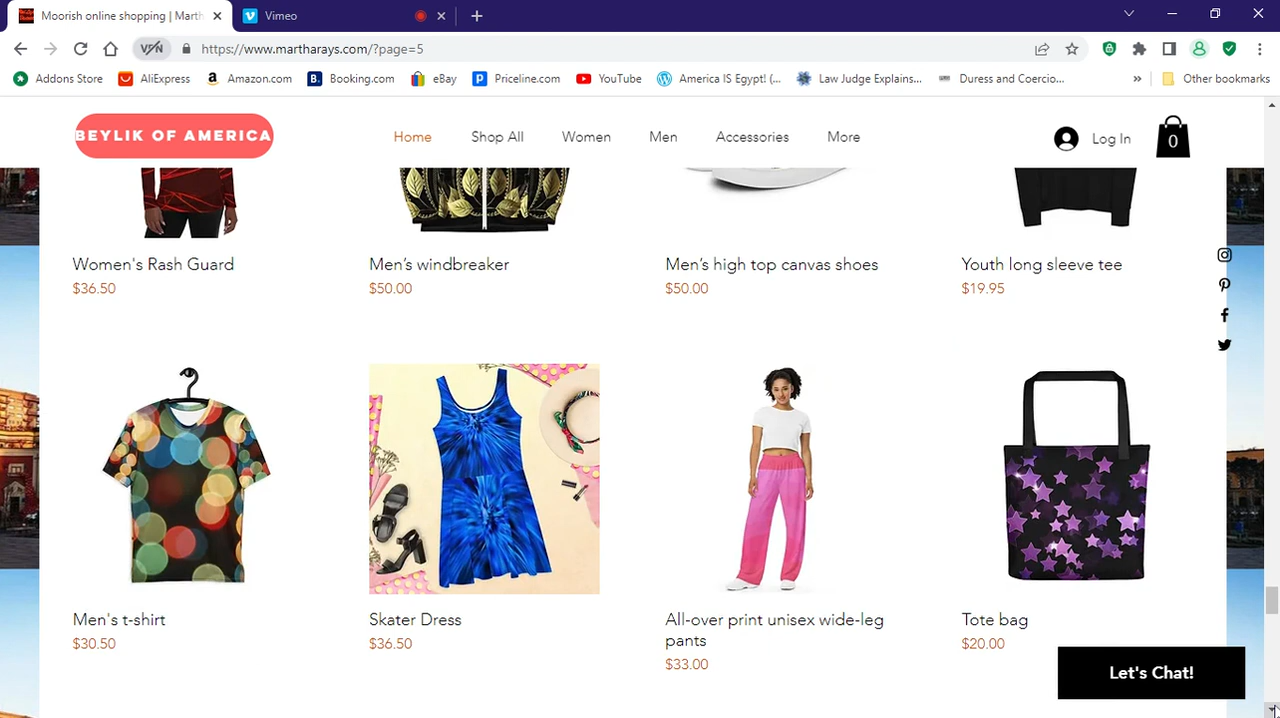 Moorish online shopping | Marth
Vimeo
VPN
https://www.martharays.com/?page=5
Addons Store
AliExpress
Amazon.com
Booking.com
eBay
Priceline.com
YouTube
America IS Egypt! (...
Law Judge Explains...
Duress and Coercio...
»
Other bookmarks
BEYLIK OF AMERICA
Home
Shop All
Women
Men
Accessories
More
Log In
0
Women's Rash Guard
$36.50
Men’s windbreaker
$50.00
Men’s high top canvas shoes
$50.00
Youth long sleeve tee
$19.95
Men's t-shirt
$30.50
Skater Dress
$36.50
All-over print unisex wide-leg
pants
$33.00
Tote bag
$20.00
Let's Chat!